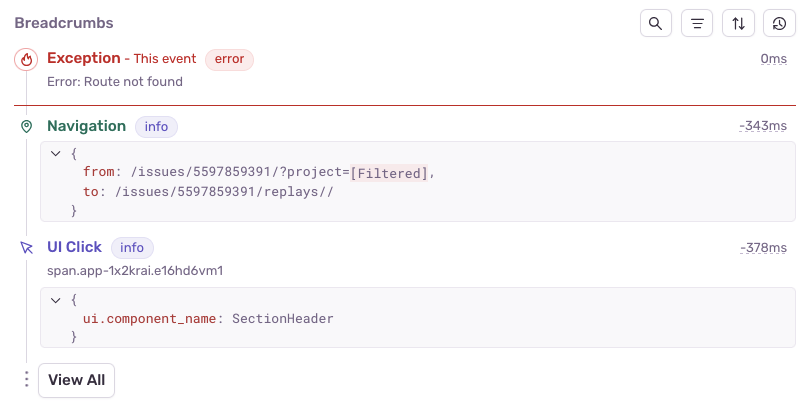 Breadcrumbs
Exception - This event error 0ms
Error: Route not found
Navigation info -343ms
{
from: /issues/5597859391/?project=[Filtered],
to: /issues/5597859391/replays//
}
UI Click info -378ms
span.app-1x2krai.e16hd6vm1
{
ui.component_name: SectionHeader
}
View All